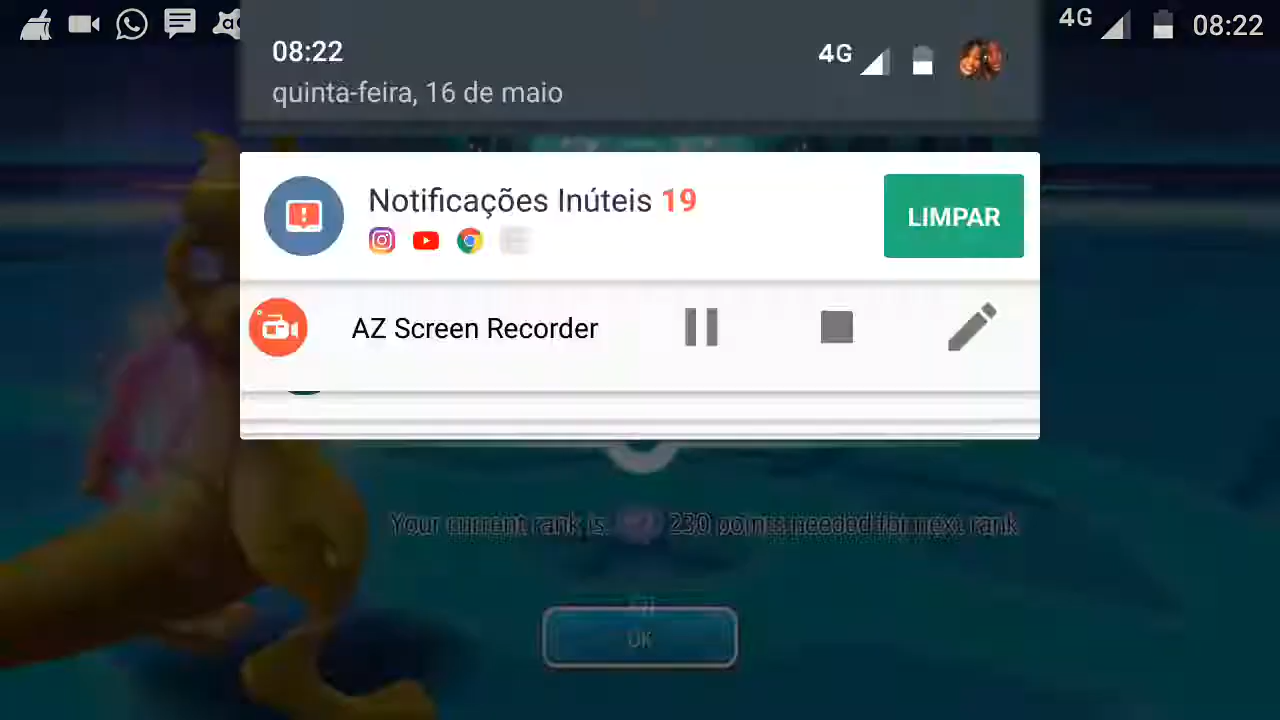 4G 08:22
08:22 4G
quinta-feira, 16 de maio
Notificações Inúteis 19
LIMPAR
AZ Screen Recorder
Your current rank is. 230 points needed for next rank
OK